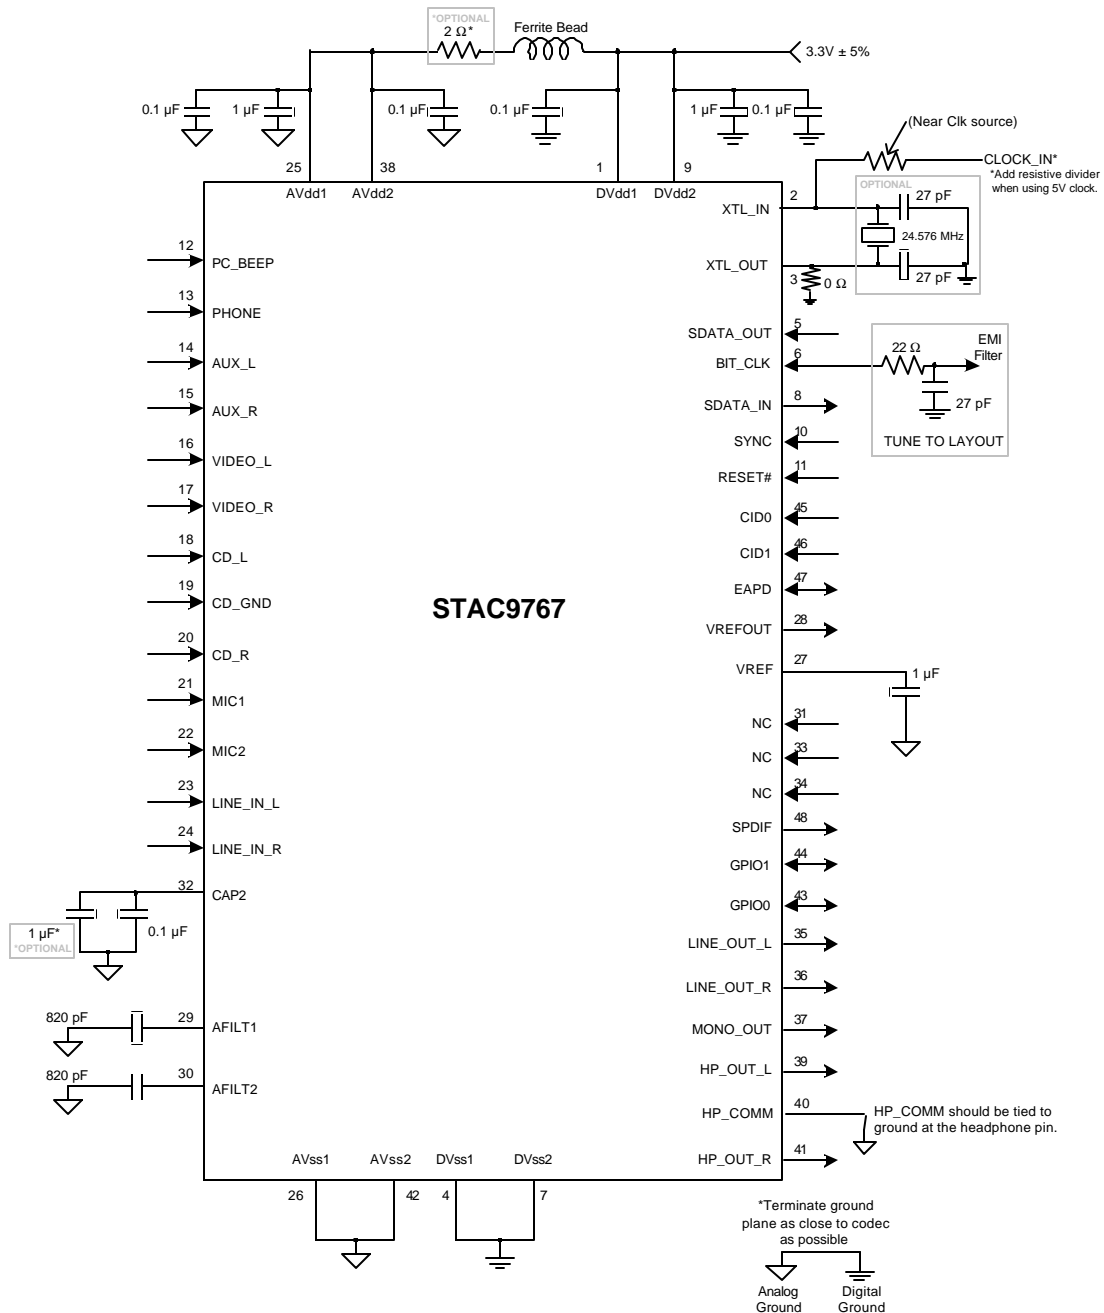 *OPTIONAL
2 Ω*
Ferrite Bead
3.3V ± 5%
0.1 µF
1 µF
0.1 µF
0.1 µF
1 µF
0.1 µF
(Near Clk source)
CLOCK_IN*
*Add resistive divider
when using 5V clock.
25
38
1
9
AVdd1
AVdd2
DVdd1
DVdd2
OPTIONAL
2
XTL_IN
27 pF
24.576 MHz
XTL_OUT
3
0 Ω
27 pF
12
PC_BEEP
13
PHONE
14
AUX_L
15
AUX_R
16
VIDEO_L
17
VIDEO_R
18
CD_L
19
CD_GND
20
CD_R
21
MIC1
22
MIC2
23
LINE_IN_L
24
LINE_IN_R
32
CAP2
1 µF*
*OPTIONAL
0.1 µF
820 pF
29
AFILT1
820 pF
30
AFILT2
STAC9767
5
SDATA_OUT
6
BIT_CLK
22 Ω
EMI
Filter
27 pF
TUNE TO LAYOUT
8
SDATA_IN
10
SYNC
11
RESET#
45
CID0
46
CID1
47
EAPD
28
VREFOUT
27
VREF
1 µF
31
NC
33
NC
34
NC
48
SPDIF
44
GPIO1
43
GPIO0
35
LINE_OUT_L
36
LINE_OUT_R
37
MONO_OUT
39
HP_OUT_L
40
HP_COMM
HP_COMM should be tied to
ground at the headphone pin.
41
HP_OUT_R
AVss1
AVss2
DVss1
DVss2
26
42
4
7
*Terminate ground
plane as close to codec
as possible
Analog
Ground
Digital
Ground